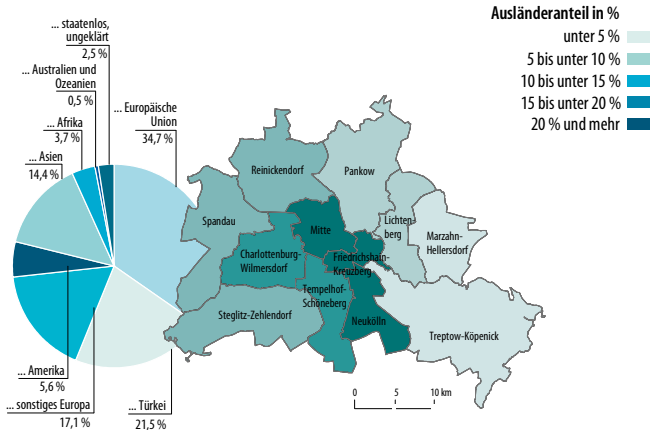 Ausländeranteil in %
unter 5 %
5 bis unter 10 %
10 bis unter 15 %
15 bis unter 20 %
20 % und mehr
... staatenlos,
ungeklärt
2,5 %
... Australien und
Ozeanien
0,5 %
... Afrika
3,7 %
... Asien
14,4 %
... Europäische
Union
34,7 %
... Amerika
5,6 %
... sonstiges Europa
17,1 %
... Türkei
21,5 %
Reinickendorf
Pankow
Spandau
Mitte
Lichten-
berg
Marzahn-
Hellersdorf
Charlottenburg-
Wilmersdorf
Friedrichshain-
Kreuzberg
Tempelhof-
Schöneberg
Steglitz-Zehlendorf
Neukölln
Treptow-Köpenick
0 5 10 km